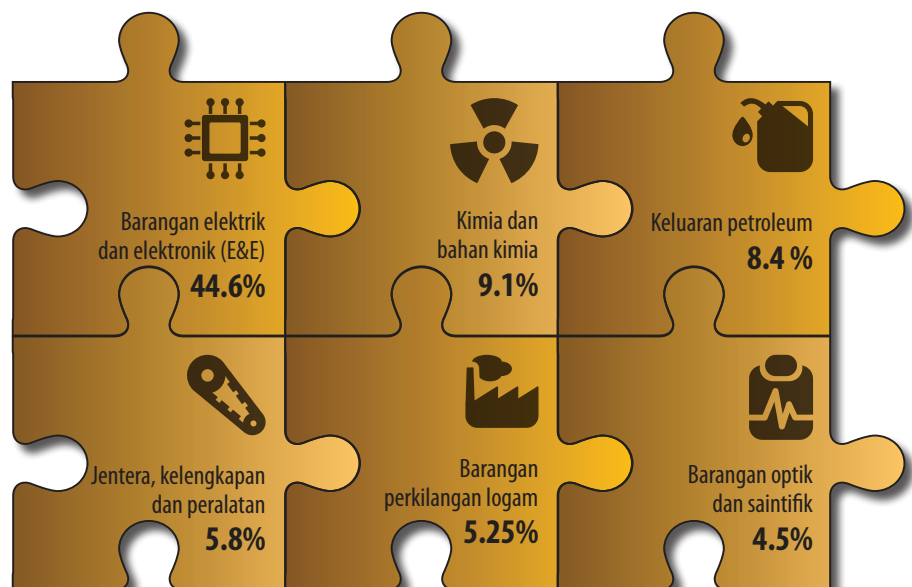 Barangan elektrik
dan elektronik (E&E)
44.6%
Kimia dan
bahan kimia
9.1%
Keluaran petroleum
8.4 %
Jentera, kelengkapan
dan peralatan
5.8%
Barangan
perkilangan logam
5.25%
Barangan optik
dan saintifik
4.5%